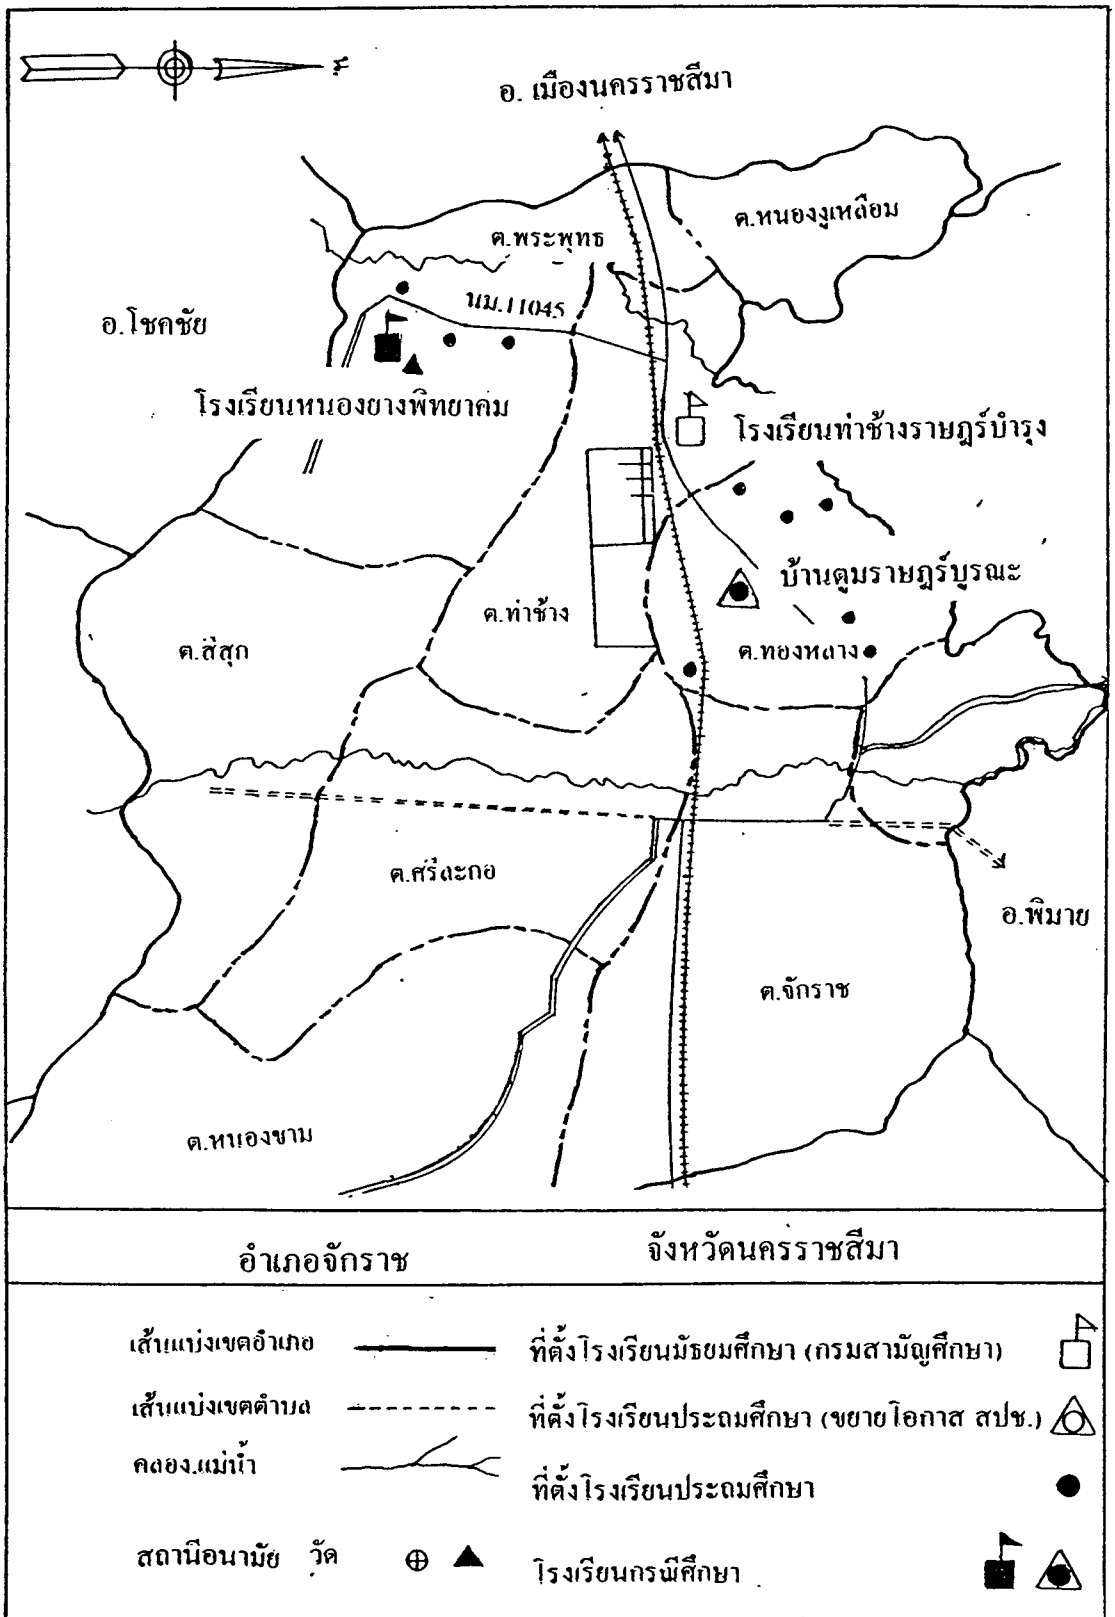 น
อ. เมืองนครราชสีมา
ต.หนองงูเหลือม
ต.พระพุทธ
นม.11045
อ.โชคชัย
โรงเรียนหนองยางพิทยาคม
โรงเรียนท่าช้างราษฎร์บำรุง
บ้านตูมราษฎร์บูรณะ
ต.ท่าช้าง
ต.สีสุก
ต.ทองหลาง
ต.ศรีละกอ
อ.พิมาย
ต.จักราช
ต.หนองขาม
อำเภอจักราช จังหวัดนครราชสีมา
เส้นแบ่งเขตอำเภอ ที่ตั้งโรงเรียนมัธยมศึกษา (กรมสามัญศึกษา)
เส้นแบ่งเขตตำบล ที่ตั้งโรงเรียนประถมศึกษา (ขยายโอกาส สปช.)
คลอง.แม่น้ำ ที่ตั้งโรงเรียนประถมศึกษา
สถานีอนามัย วัด โรงเรียนกรณีศึกษา